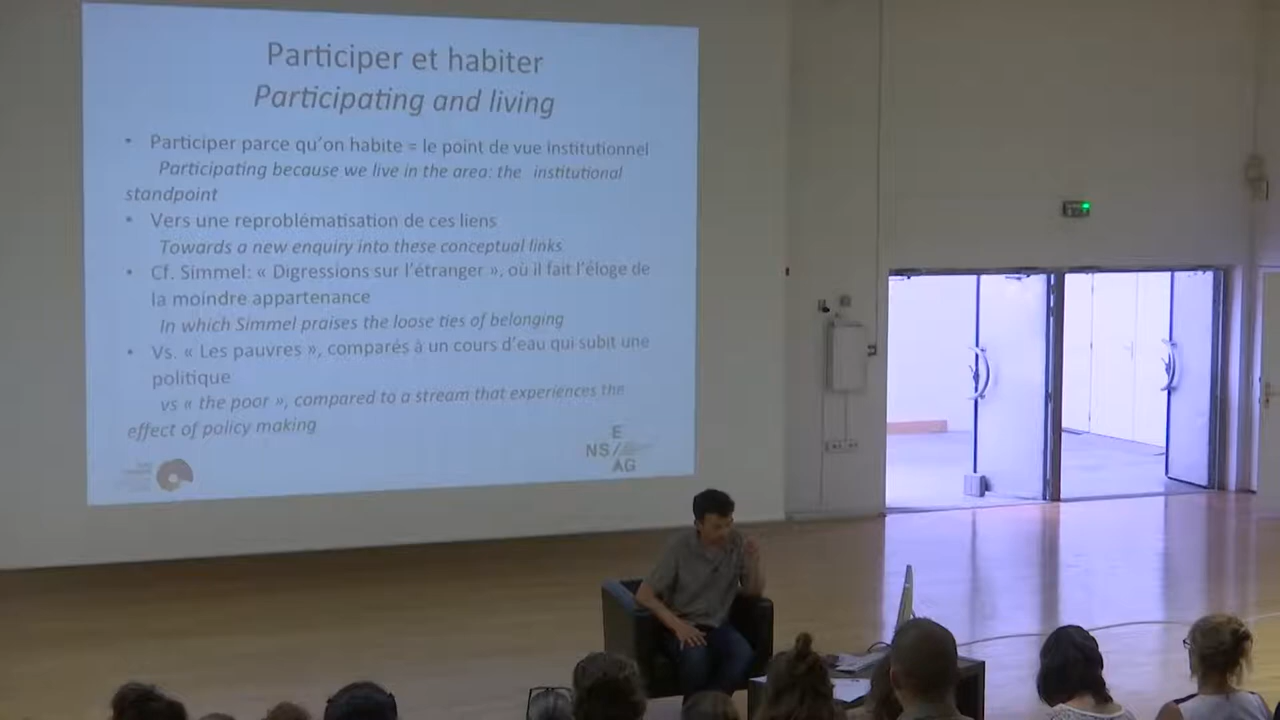 Participer et habiter
Participating and living
• Participer parce qu'on habite = le point de vue institutionnel
Participating because we live in the area: the institutional
standpoint
• Vers une reproblématisation de ces liens
Towards a new enquiry into these conceptual links
• Cf. Simmel: « Digressions sur l'étranger », où il fait l'éloge de
la moindre appartenance
In which Simmel praises the loose ties of belonging
• Vs. « Les pauvres », comparés à un cours d'eau qui subit une
politique
vs « the poor », compared to a stream that experiences the
effect of policy making
E
NS/
AG